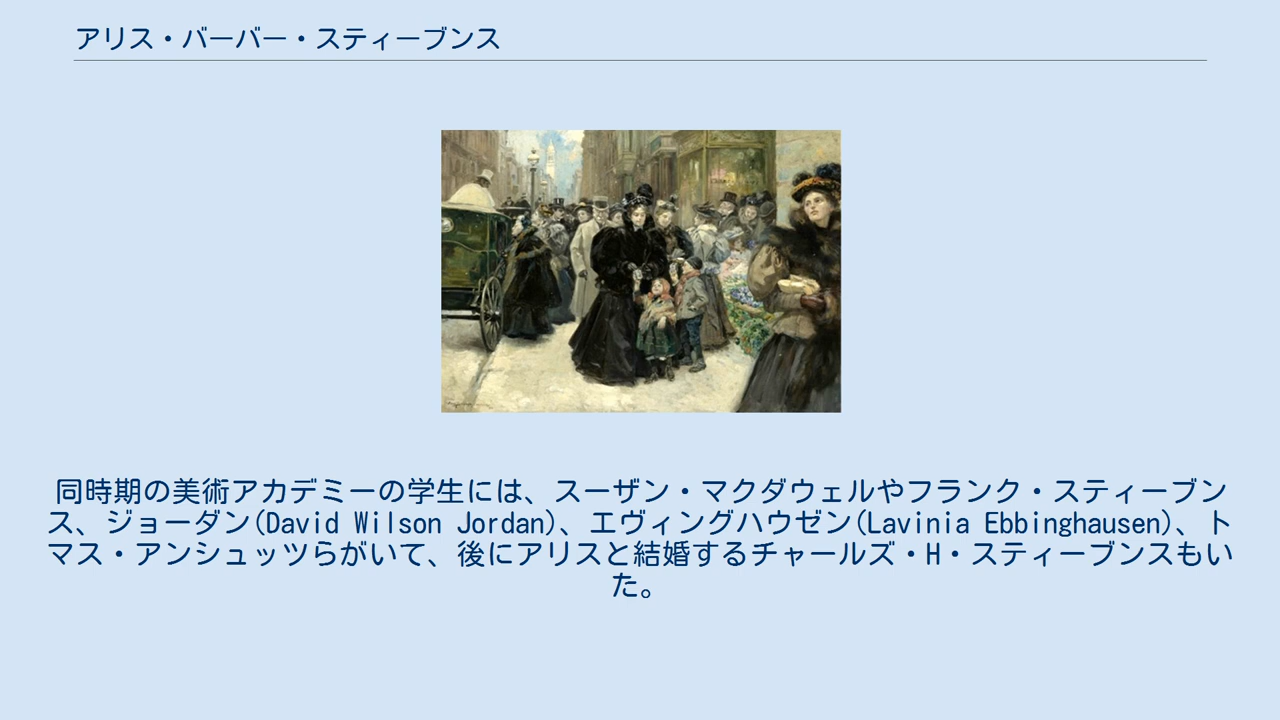 アリス・バーバー・スティーブンス
同時期の美術アカデミーの学生には、スーザン・マクダウェルやフランク・スティーブン
ス、ジョーダン(David Wilson Jordan)、エヴィングハウゼン(Lavinia Ebbinghausen)、ト
マス・アンシュッツらがいて、後にアリスと結婚するチャールズ・H・スティーブンスもい
た。